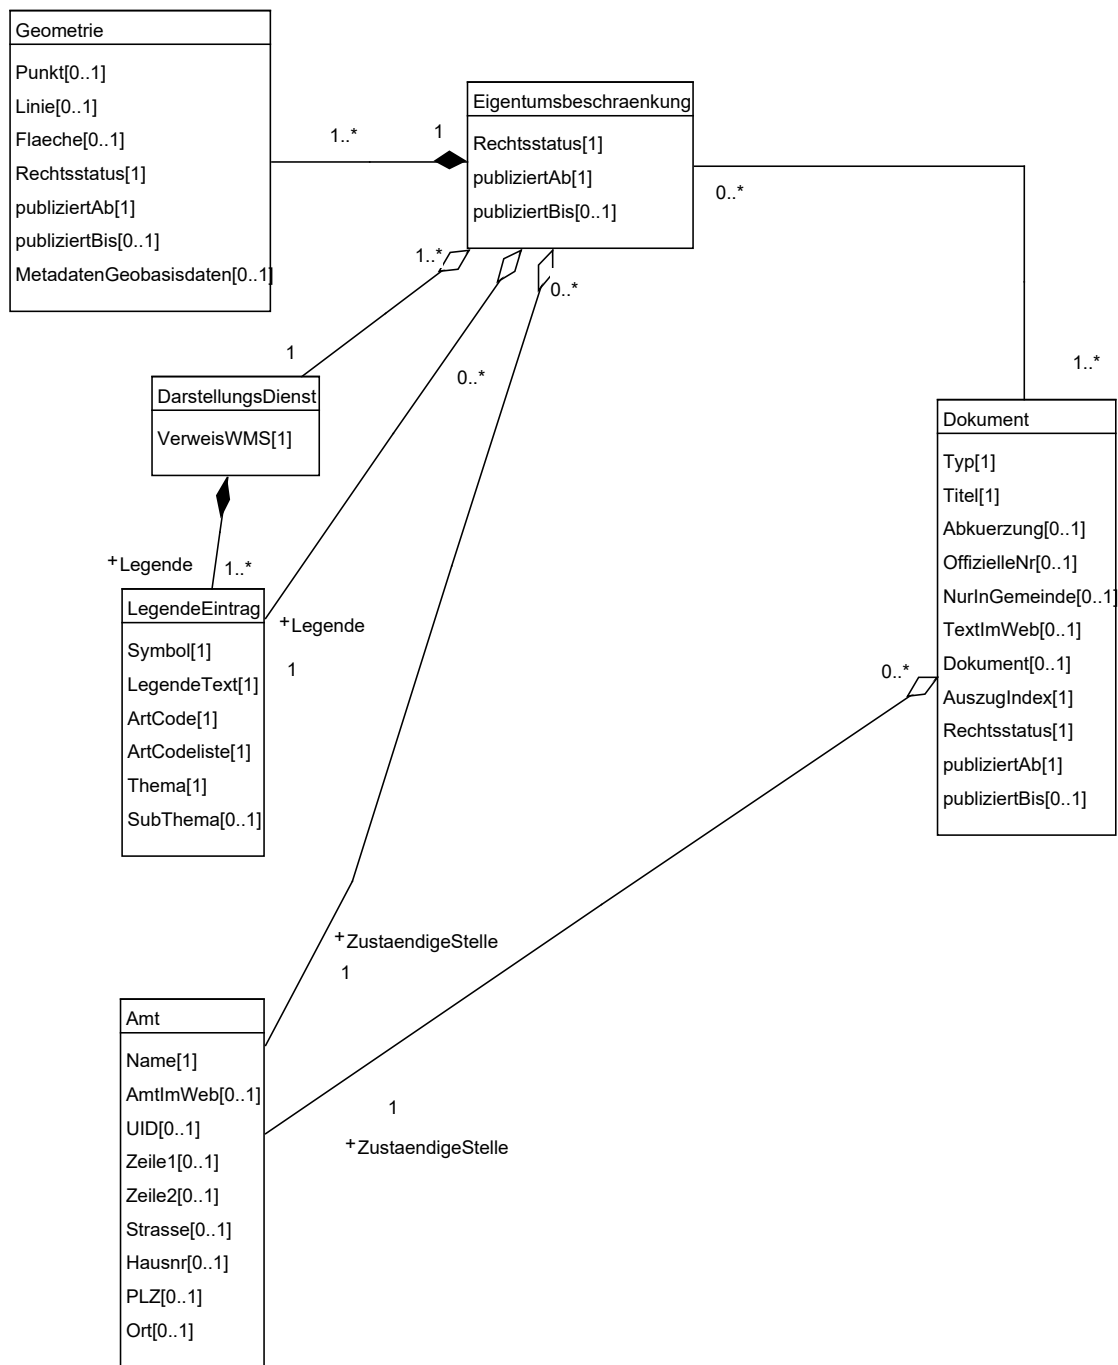 Geometrie
Punkt[0..1]
Linie[0..1]
Flaeche[0..1]
Rechtsstatus[1]
publiziertAb[1]
publiziertBis[0..1]
MetadatenGeobasisdaten[0..1]
1..*
1
Eigentumsbeschraenkung
Rechtsstatus[1]
publiziertAb[1]
publiziertBis[0..1]
0..*
1..*
0..*
1
0..*
1..*
DarstellungsDienst
VerweisWMS[1]
+Legende
1..*
LegendeEintrag
Symbol[1]
LegendeText[1]
ArtCode[1]
ArtCodeliste[1]
Thema[1]
SubThema[0..1]
+Legende
1
Dokument
Typ[1]
Titel[1]
Abkuerzung[0..1]
OffizielleNr[0..1]
NurInGemeinde[0..1]
TextImWeb[0..1]
Dokument[0..1]
AuszugIndex[1]
Rechtsstatus[1]
publiziertAb[1]
publiziertBis[0..1]
0..*
+ZustaendigeStelle
1
Amt
Name[1]
AmtImWeb[0..1]
UID[0..1]
Zeile1[0..1]
Zeile2[0..1]
Strasse[0..1]
Hausnr[0..1]
PLZ[0..1]
Ort[0..1]
1
+ZustaendigeStelle